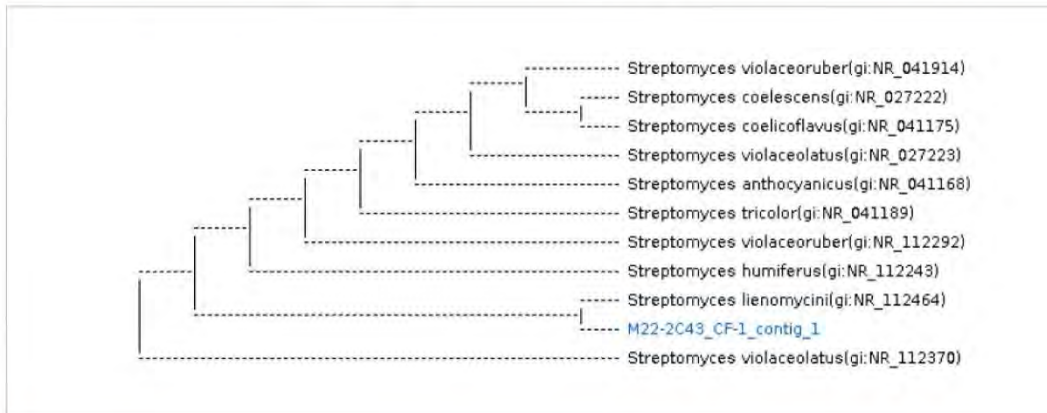 Streptomyces violaceoruber(gi:NR_041914)
Streptomyces coelescens(gi:NR_027222)
Streptomyces coelicoflavus(gi:NR_041175)
Streptomyces violaceolatus(gi:NR_027223)
Streptomyces anthocyanicus(gi:NR_041168)
Streptomyces tricolor(gi:NR_041189)
Streptomyces violaceoruber(gi:NR_112292)
Streptomyces humiferus(gi:NR_112243)
Streptomyces lienomycini(gi:NR_112464)
M22-2C43_CF-1_contig_1
Streptomyces violaceolatus(gi:NR_112370)